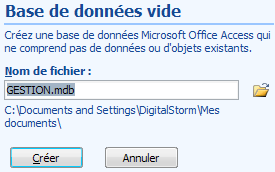 Base de données vide
Créez une base de données Microsoft Office Access qui
ne comprend pas de données ou d'objets existants.
Nom de fichier :
GESTION.mdb
C:\Documents and Settings\DigitalStorm\Mes
documents\
Créer
Annuler